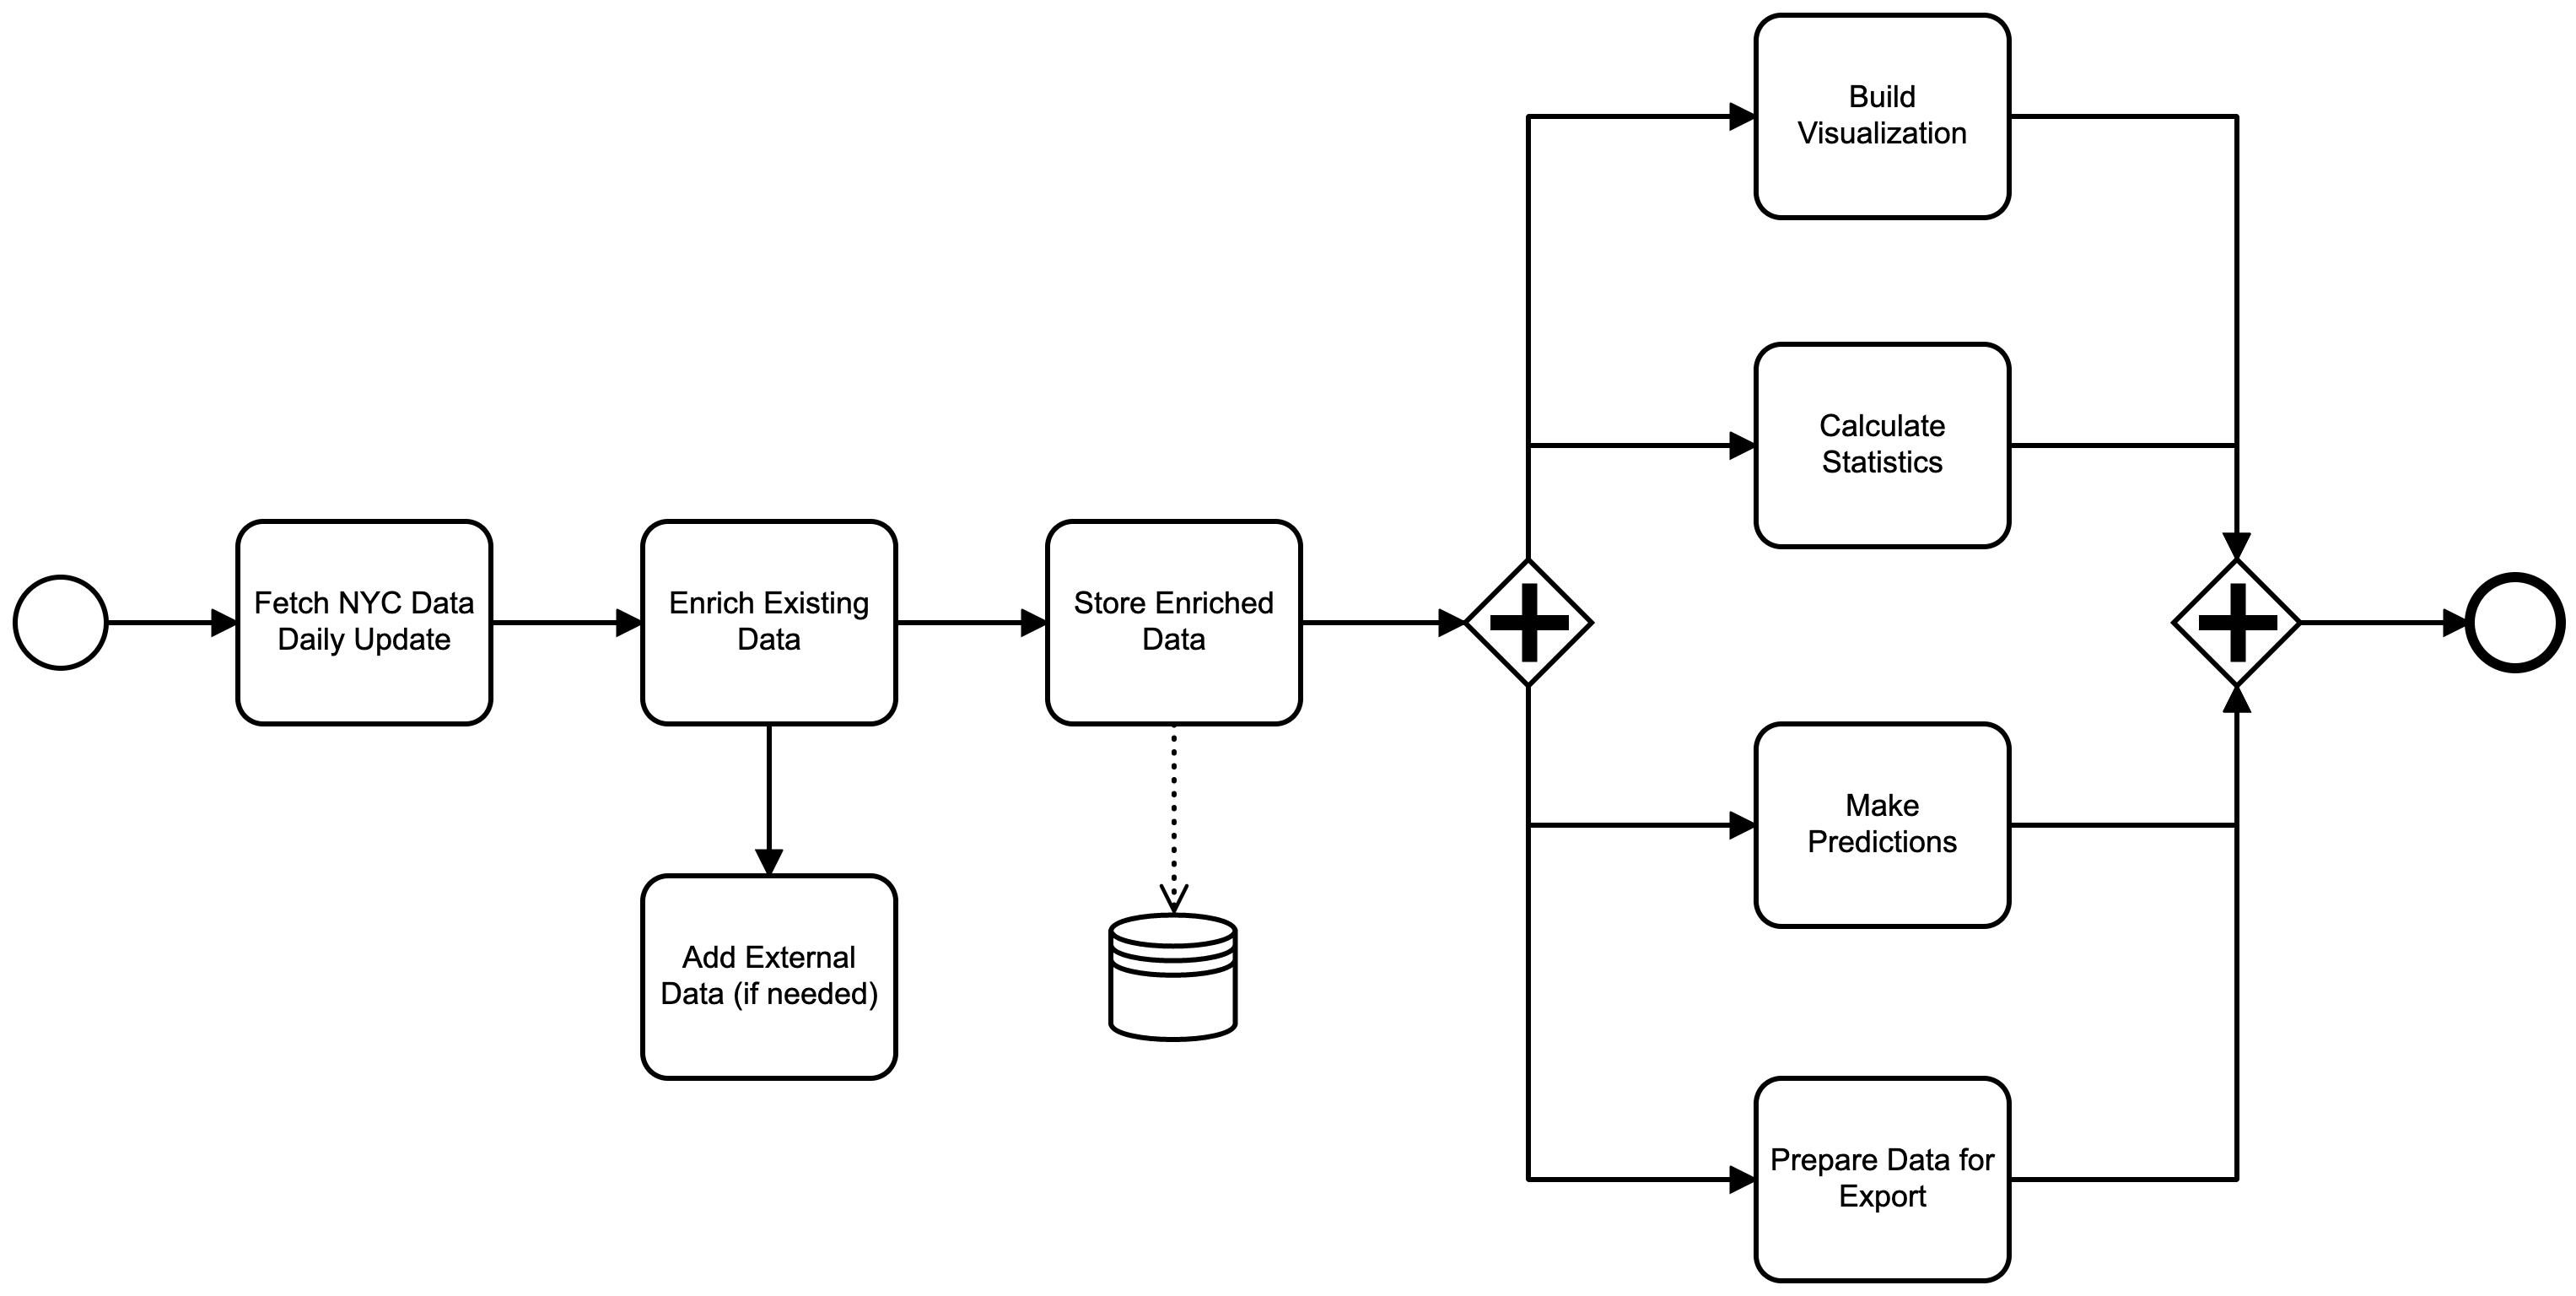 Fetch NYC Data
Daily Update
Enrich Existing
Data
Add External
Data (if needed)
Store Enriched
Data
Build
Visualization
Calculate
Statistics
Make
Predictions
Prepare Data for
Export